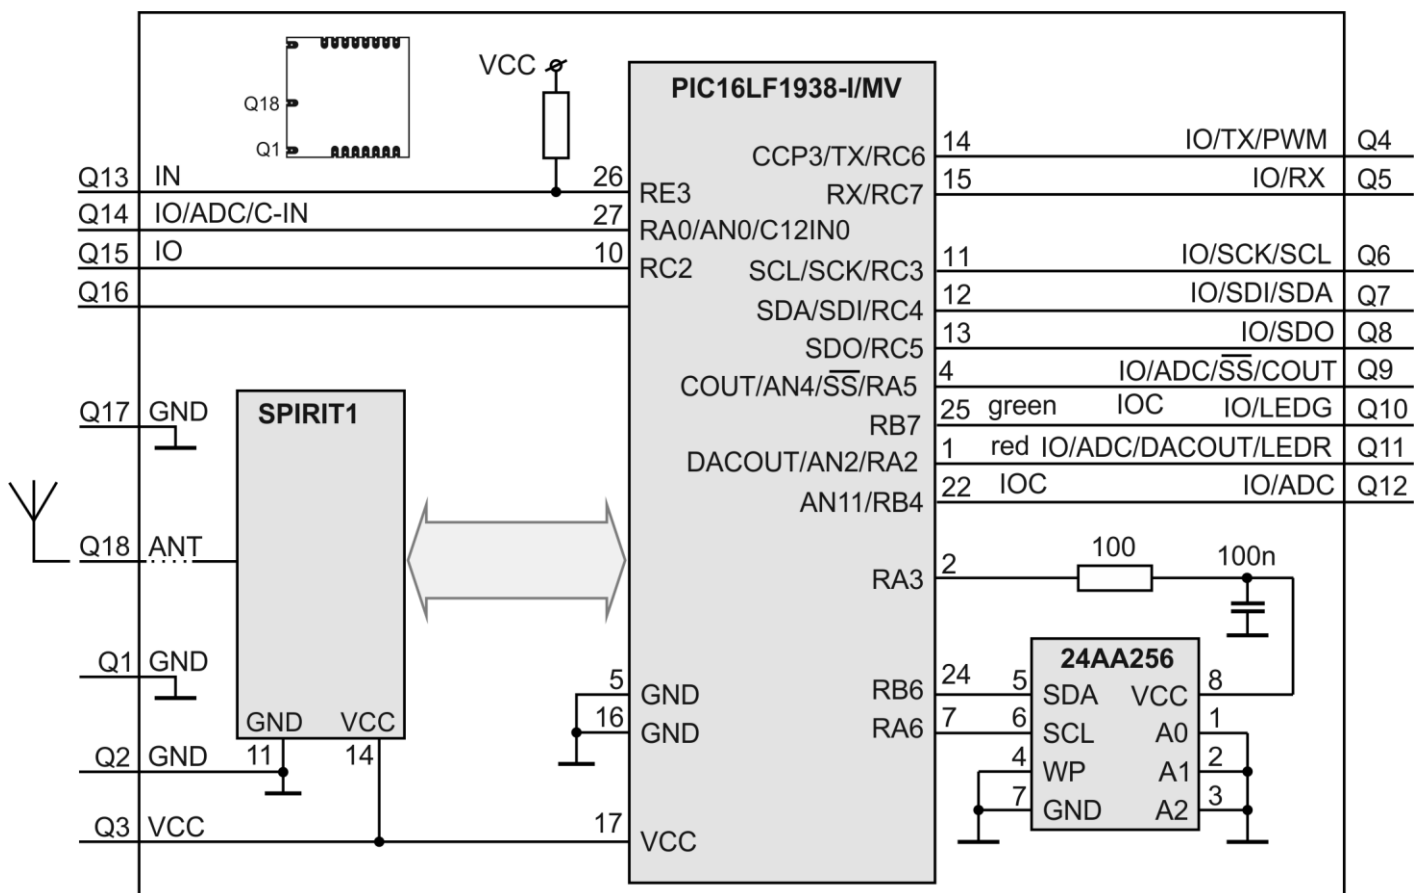 VCC
Q18
Q1
Q13 IN 26 RE3
Q14 IO/ADC/C-IN 27 RA0/AN0/C12IN0
Q15 IO 10 RC2
Q16
Q17 GND
SPIRIT1
Q18 ANT
Q1 GND
GND VCC
11 14
Q2 GND
Q3 VCC 17 VCC
5 GND
16 GND
PIC16LF1938-I/MV
CCP3/TX/RC6 14 IO/TX/PWM Q4
RX/RC7 15 IO/RX Q5
SCL/SCK/RC3 11 IO/SCK/SCL Q6
SDA/SDI/RC4 12 IO/SDI/SDA Q7
SDO/RC5 13 IO/SDO Q8
COUT/AN4/S̅S̅/RA5 4 IO/ADC/S̅S̅/COUT Q9
RB7 25 green IOC IO/LEDG Q10
DACOUT/AN2/RA2 1 red IO/ADC/DACOUT/LEDR Q11
AN11/RB4 22 IOC IO/ADC Q12
RA3 2 100 100n
24AA256
RB6 24 5 SDA VCC 8
RA6 7 6 SCL A0 1
4 WP A1 2
7 GND A2 3